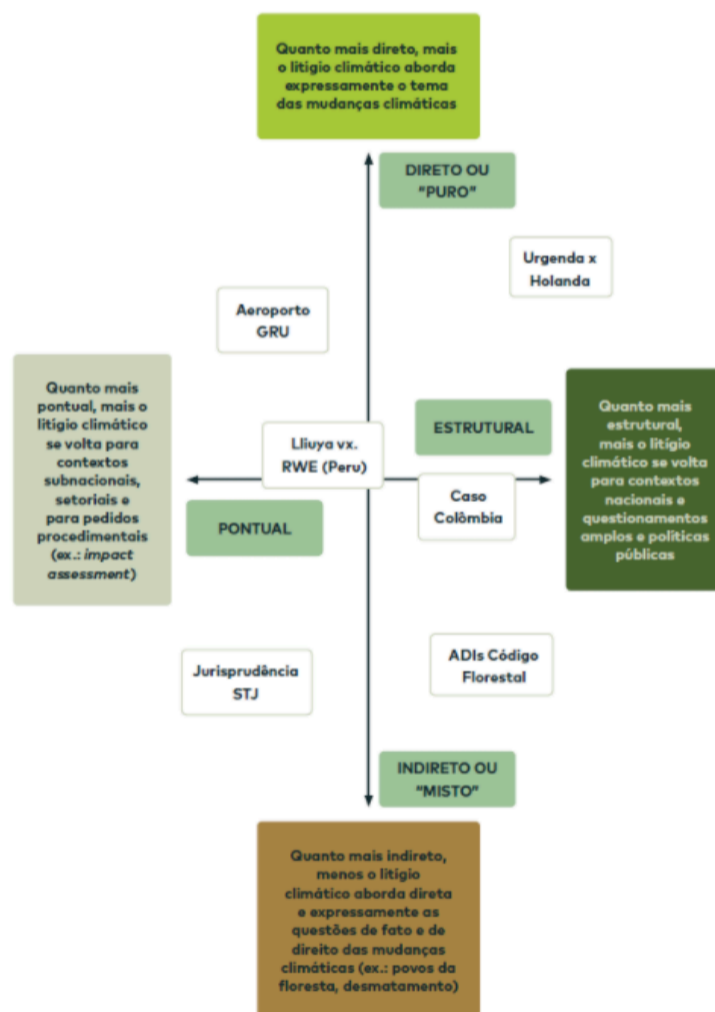 Quanto mais direto, mais
o litígio climático aborda
expressamente o tema
das mudanças climáticas
DIRETO OU
"PURO"
Urgenda x
Holanda
Aeroporto
GRU
Quanto mais
pontual, mais o
litígio climático
se volta para
contextos
subnacionais,
setoriais e
para pedidos
procedimentais
(ex.: impact
assessment)
Lliuya vx.
RWE (Peru)
ESTRUTURAL
Quanto mais
estrutural,
mais o litígio
climático se volta
para contextos
nacionais e
questionamentos
amplos e políticas
públicas
PONTUAL
Caso
Colômbia
Jurisprudência
STJ
ADIs Código
Florestal
INDIRETO OU
"MISTO"
Quanto mais indireto,
menos o litígio
climático aborda direta
e expressamente as
questões de fato e de
direito das mudanças
climáticas (ex.: povos da
floresta, desmatamento)